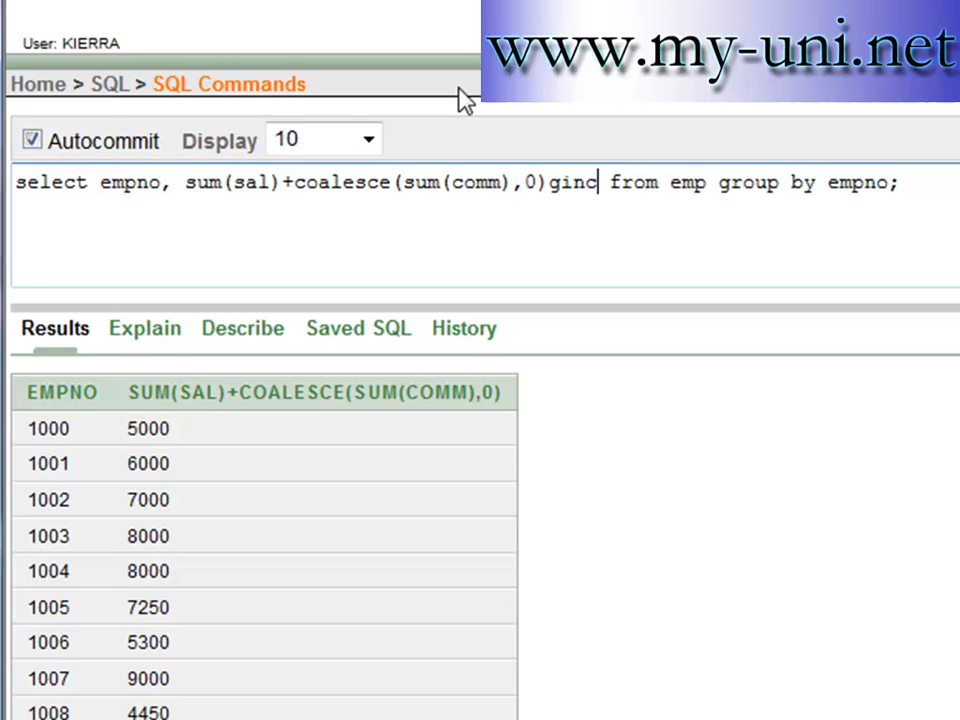 www.my-uni.net
User: KIERRA
Home > SQL > SQL Commands
Autocommit Display 10
select empno, sum(sal)+coalesce(sum(comm),0)ginc from emp group by empno;
Results Explain Describe Saved SQL History
EMPNO SUM(SAL)+COALESCE(SUM(COMM),0)
1000 5000
1001 6000
1002 7000
1003 8000
1004 8000
1005 7250
1006 5300
1007 9000
1008 4450